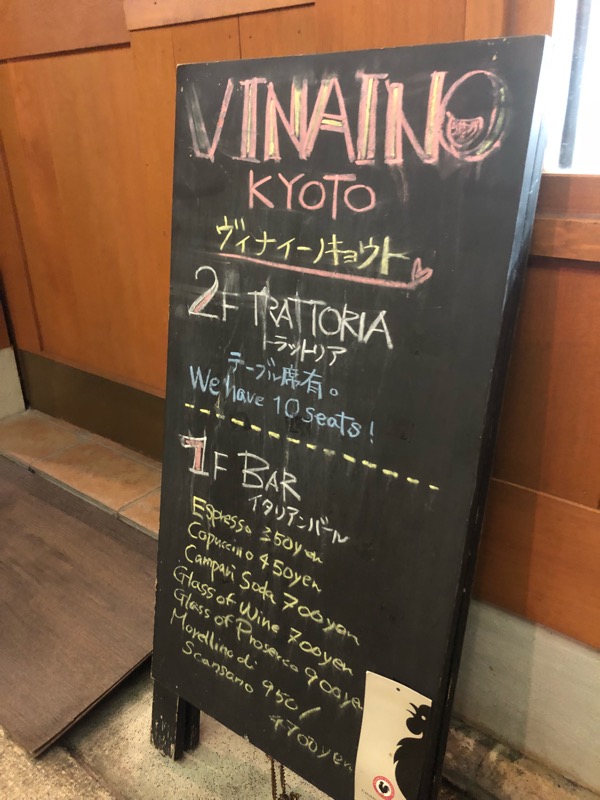 VINAINO
KYOTO
ヴィナイーノキョウト
2F TRATTORIA
トラットリア
テーブル席有。
We have 10 seats!
1F BAR
イタリアンバール
Espresso 350yen
Capuccino 450yen
Campari Soda 700yen
Glass of Wine 700yen
Glass of Prosecco 900yen
Morellino di
Scansano 950/
4700yen